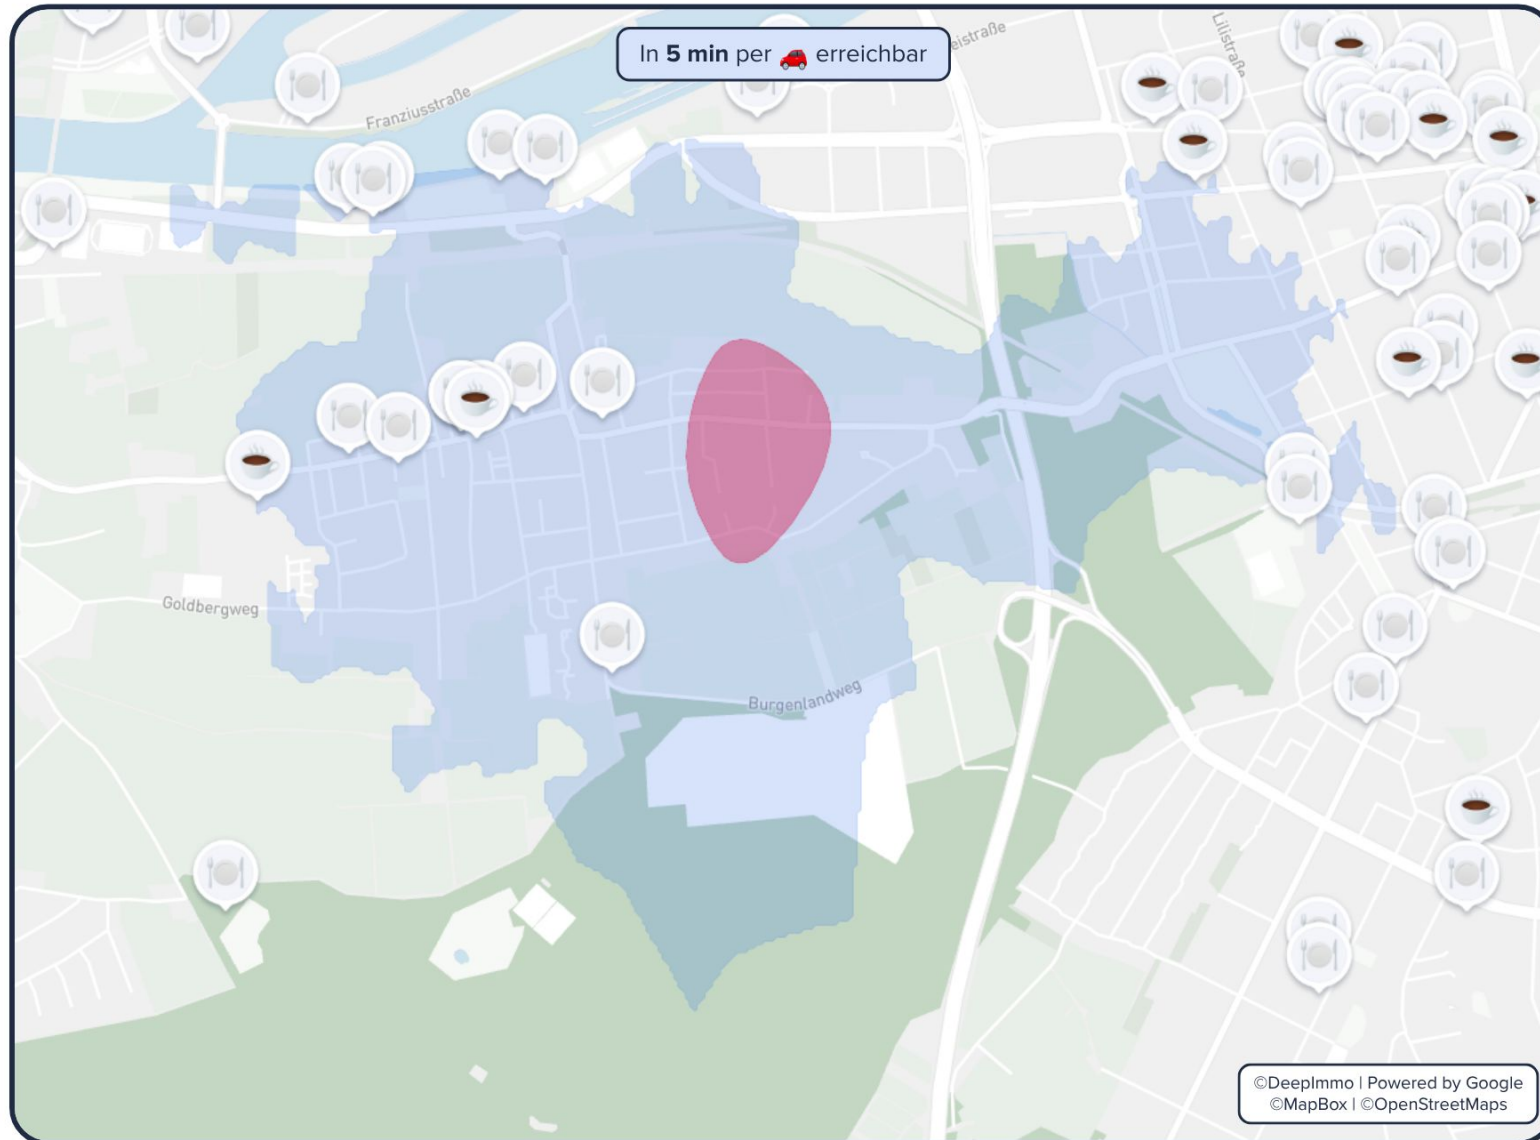 In 5 min per 🚗 erreichbar
Lilistraße
Franziusstraße
Goldbergweg
Burgenlandweg
©DeepImmo | Powered by Google
©MapBox | ©OpenStreetMaps